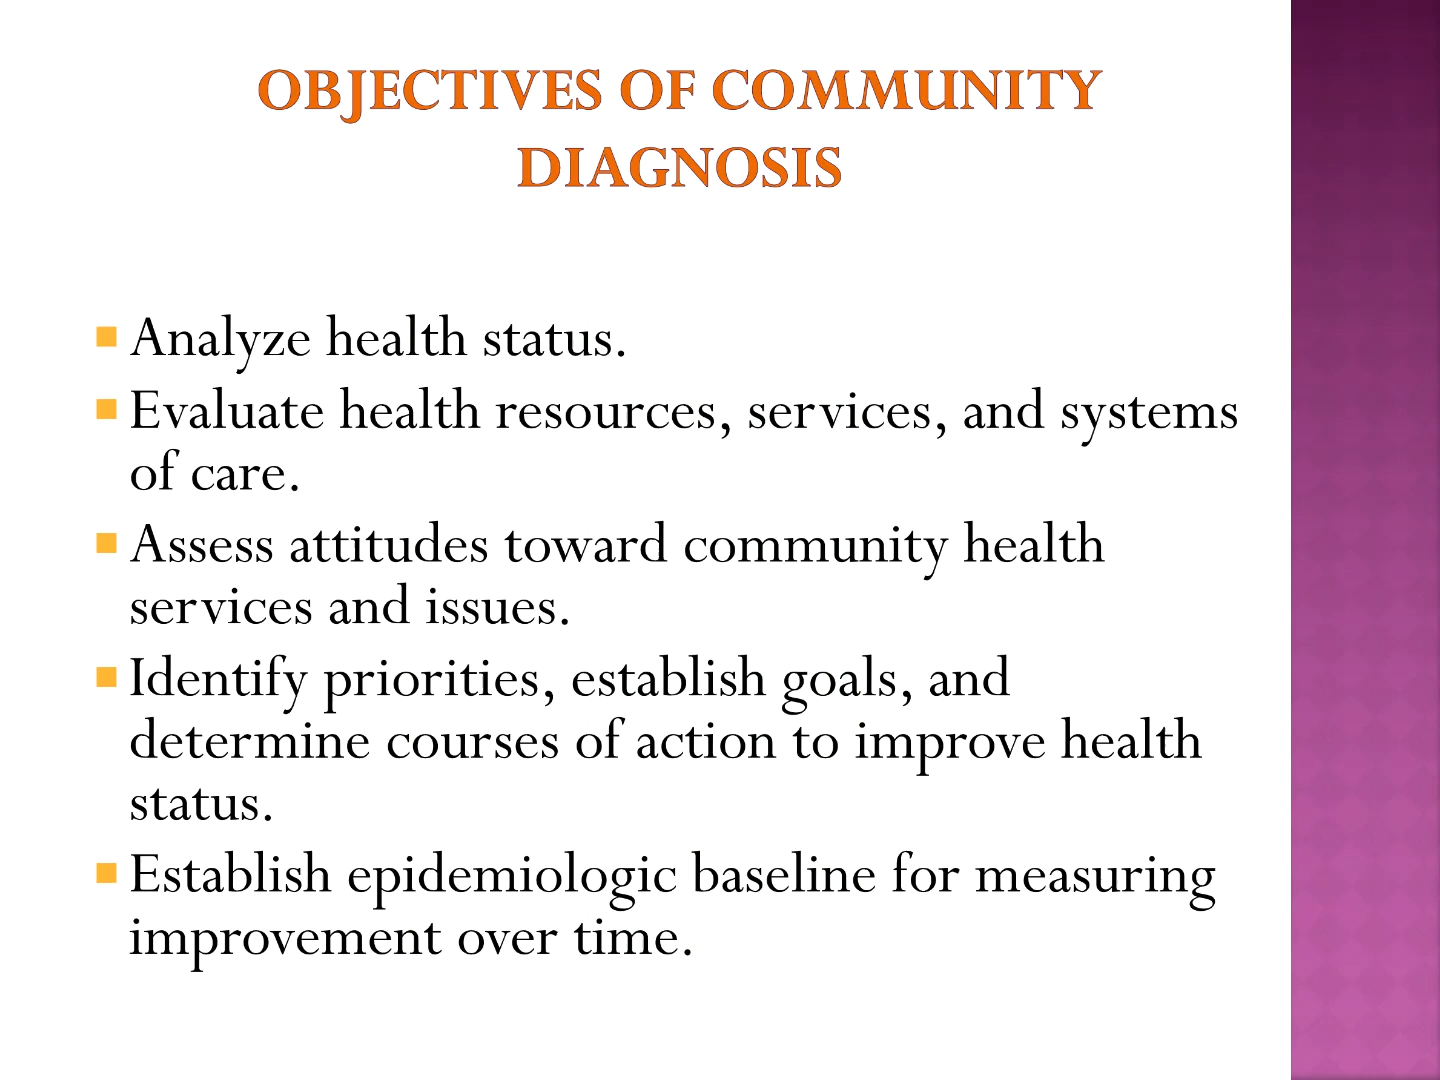 OBJECTIVES OF COMMUNITY
DIAGNOSIS
Analyze health status.
Evaluate health resources, services, and systems
of care.
Assess attitudes toward community health
services and issues.
Identify priorities, establish goals, and
determine courses of action to improve health
status.
Establish epidemiologic baseline for measuring
improvement over time.